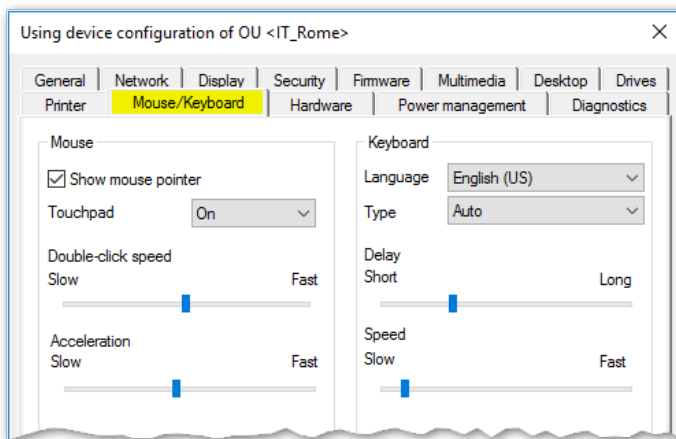 Using device configuration of OU <IT_Rome>
General Network Display Security Firmware Multimedia Desktop Drives
Printer Mouse/Keyboard Hardware Power management Diagnostics
Mouse
Show mouse pointer
Touchpad On
Double-click speed
Slow Fast
Acceleration
Slow Fast
Keyboard
Language English (US)
Type Auto
Delay
Short Long
Speed
Slow Fast